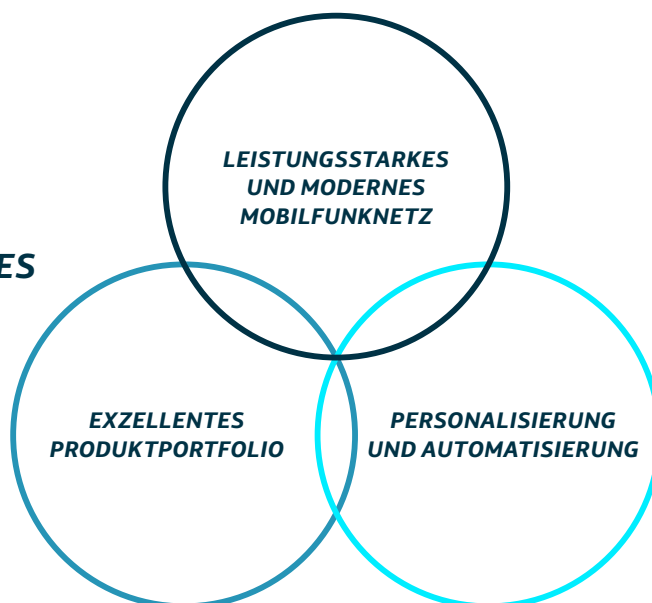 LEISTUNGSSTARKES
UND MODERNES
MOBILFUNKNETZ
ES
EXZELLENTES
PRODUKTPORTFOLIO
PERSONALISIERUNG
UND AUTOMATISIERUNG